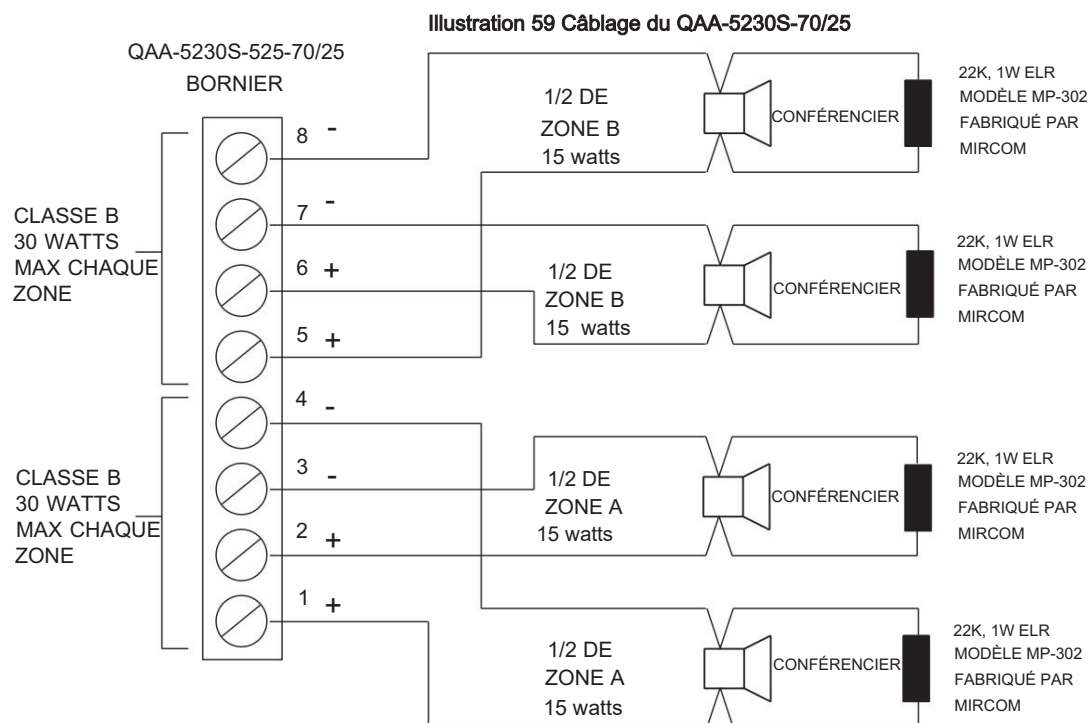 Illustration 59 Câblage du QAA-5230S-70/25
QAA-5230S-525-70/25
BORNIER
8 -
7 -
6 +
5 +
4 -
3 -
2 +
1 +
CLASSE B
30 WATTS
MAX CHAQUE
ZONE
CLASSE B
30 WATTS
MAX CHAQUE
ZONE
1/2 DE
ZONE B
15 watts
CONFÉRENCIER
22K, 1W ELR
MODÈLE MP-302
FABRIQUÉ PAR
MIRCOM
1/2 DE
ZONE B
15 watts
CONFÉRENCIER
22K, 1W ELR
MODÈLE MP-302
FABRIQUÉ PAR
MIRCOM
1/2 DE
ZONE A
15 watts
CONFÉRENCIER
22K, 1W ELR
MODÈLE MP-302
FABRIQUÉ PAR
MIRCOM
1/2 DE
ZONE A
15 watts
CONFÉRENCIER
22K, 1W ELR
MODÈLE MP-302
FABRIQUÉ PAR
MIRCOM